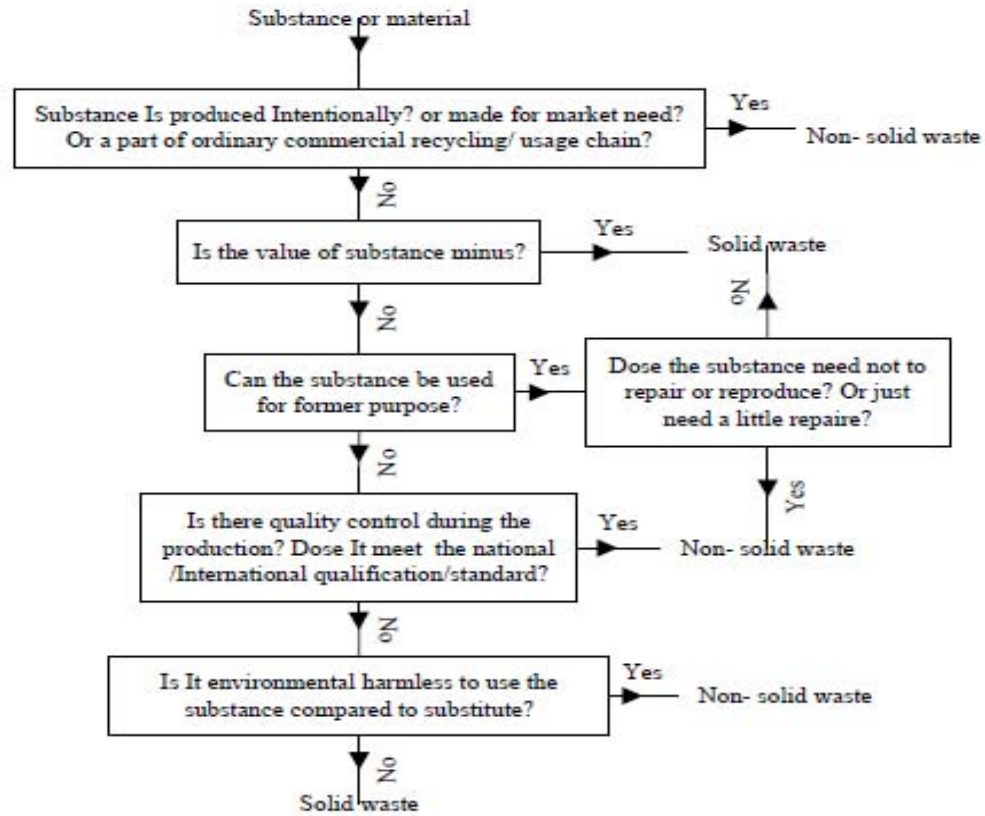 Substance or material
Substance Is produced Intentionally? or made for market need?
Or a part of ordinary commercial recycling/ usage chain?
Yes
Non- solid waste
No
Is the value of substance minus?
Yes
Solid waste
No
No
Can the substance be used
for former purpose?
Yes
Dose the substance need not to
repair or reproduce? Or just
need a little repaire?
No
Yes
Is there quality control during the
production? Dose It meet the national
/International qualification/standard?
Yes
Non- solid waste
No
Is It environmental harmless to use the
substance compared to substitute?
Yes
Non- solid waste
No
Solid waste